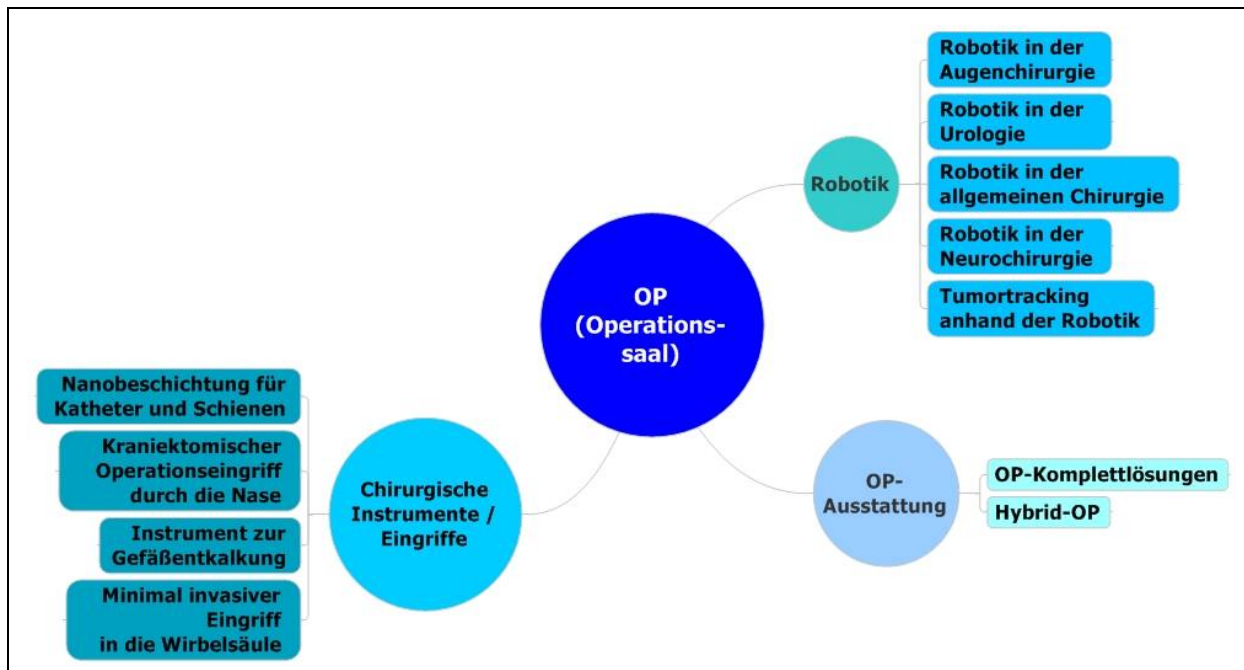 Robotik in der
Augenchirurgie
Robotik in der
Urologie
Robotik
Robotik in der
allgemeinen Chirurgie
Robotik in der
Neurochirurgie
Tumortracking
anhand der Robotik
OP
(Operations-
saal)
Nanobeschichtung für
Katheter und Schienen
Kraniektomischer
Operationseingriff
durch die Nase
Instrument zur
Gefäßentkalkung
Minimal invasiver
Eingriff
in die Wirbelsäule
Chirurgische
Instrumente /
Eingriffe
OP-
Ausstattung
OP-Komplettlösungen
Hybrid-OP